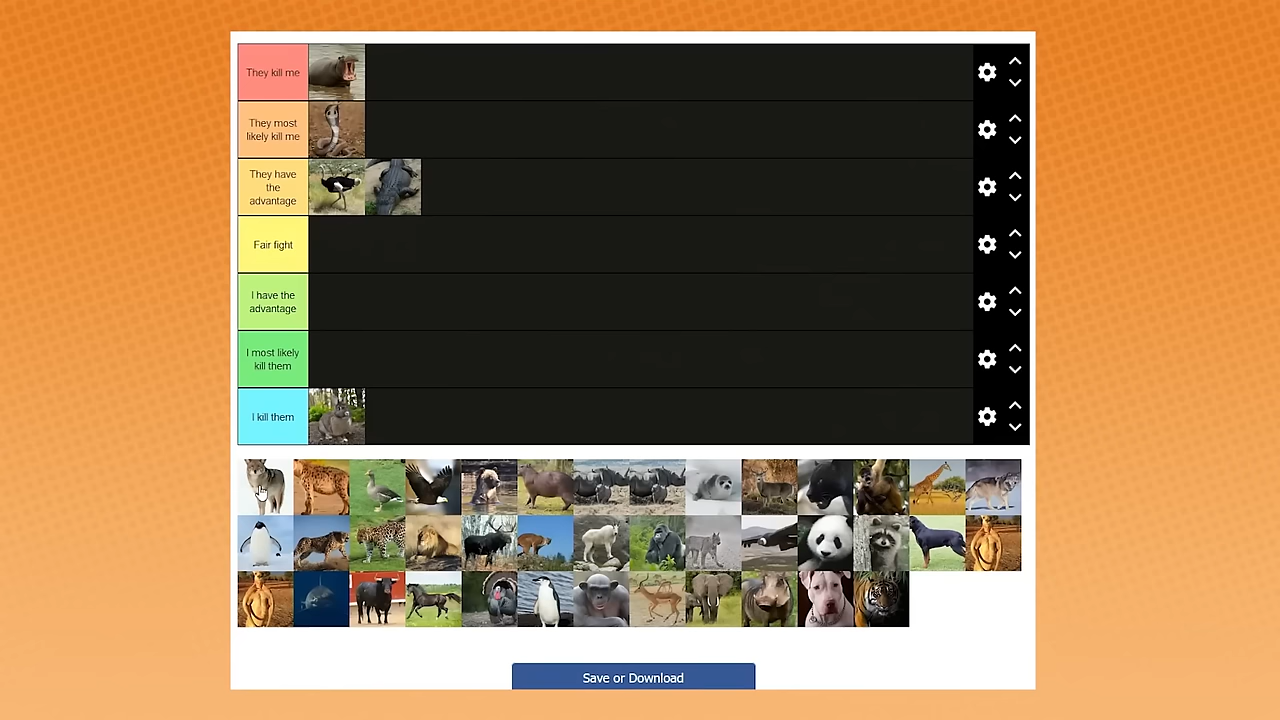 They kill me
They most
likely kill me
They have
the
advantage
Fair fight
I have the
advantage
I most likely
kill them
I kill them
Save or Download